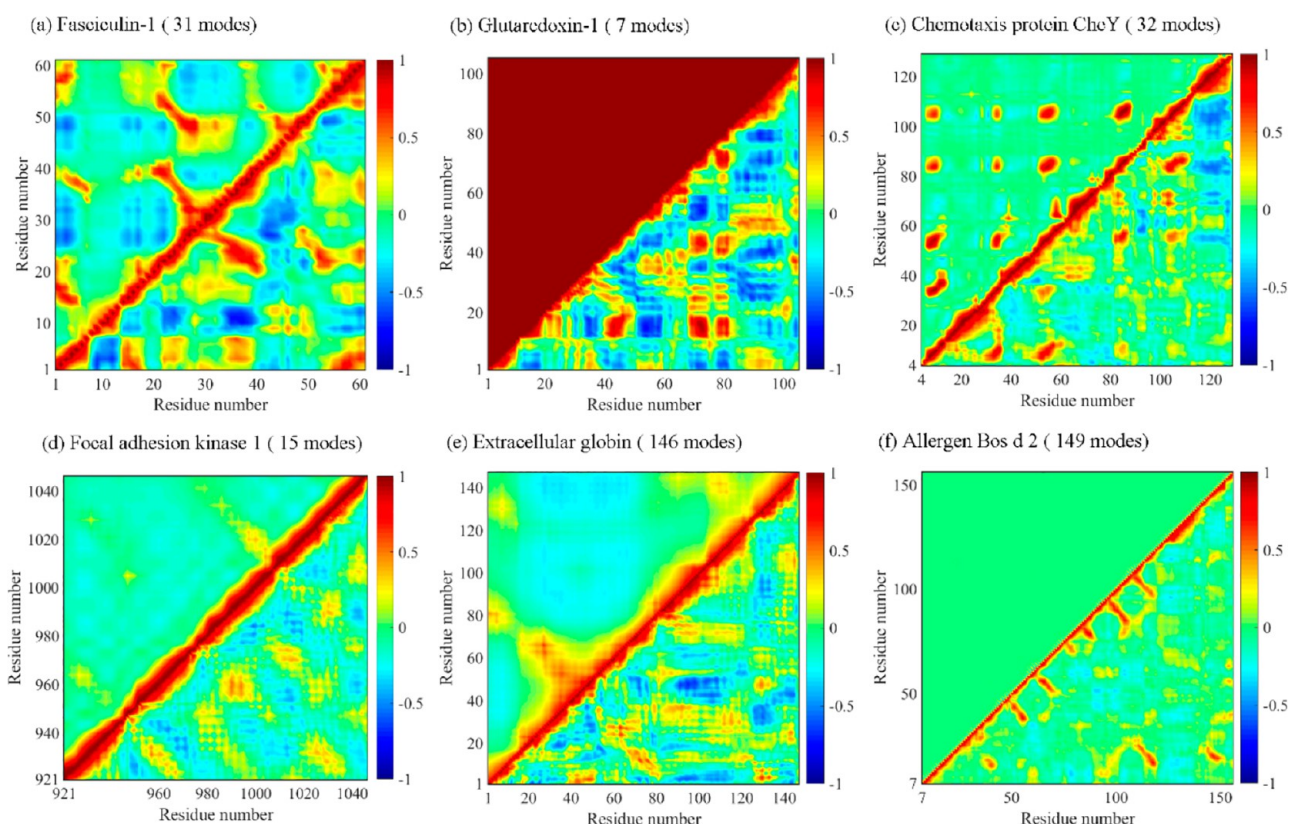 (a) Fasciculin-1 ( 31 modes)
(b) Glutaredoxin-1 ( 7 modes)
(c) Chemotaxis protein CheY ( 32 modes)
60
50
40
30
20
10
1
Residue number
1 10 20 30 40 50 60
Residue number
1
0.5
0
-0.5
-1
100
80
60
40
20
1
Residue number
1 20 40 60 80 100
Residue number
1
0.5
0
-0.5
-1
120
100
80
60
40
20
4
Residue number
4 20 40 60 80 100 120
Residue number
1
0.5
0
-0.5
-1
(d) Focal adhesion kinase 1 ( 15 modes)
(e) Extracellular globin ( 146 modes)
(f) Allergen Bos d 2 ( 149 modes)
1040
1020
1000
980
960
940
921
Residue number
921 960 980 1000 1020 1040
Residue number
1
0.5
0
-0.5
-1
140
120
100
80
60
40
20
1
Residue number
1 20 40 60 80 100 120 140
Residue number
1
0.5
0
-0.5
-1
150
100
50
7
Residue number
7 50 100 150
Residue number
1
0.5
0
-0.5
-1